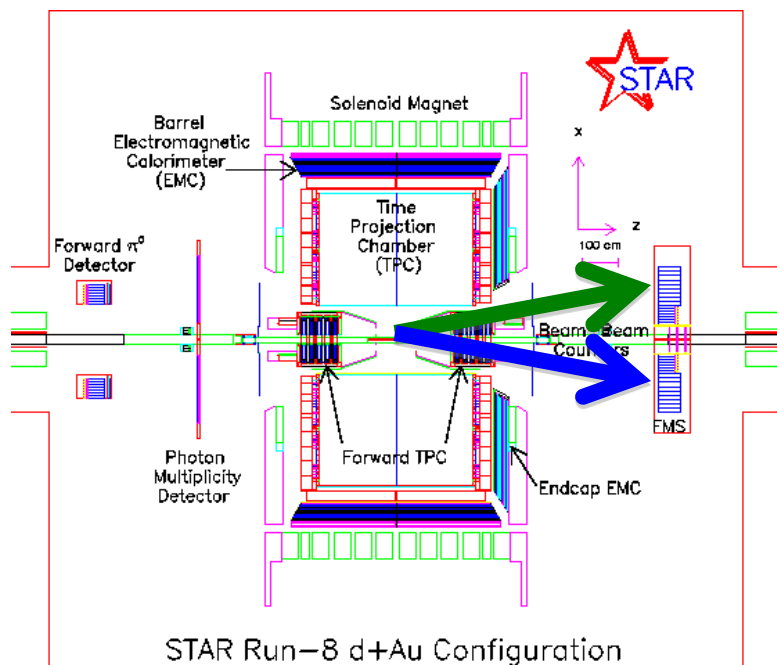 STAR
Solenoid Magnet
Barrel
Electromagnetic
Calorimeter
(EMC)
x
z
100 cm
Time
Projection
Chamber
(TPC)
Forward π⁰
Detector
Beam-Beam
Counters
FMS
Forward TPC
Photon
Multiplicity
Detector
Endcap EMC
STAR Run-8 d+Au Configuration